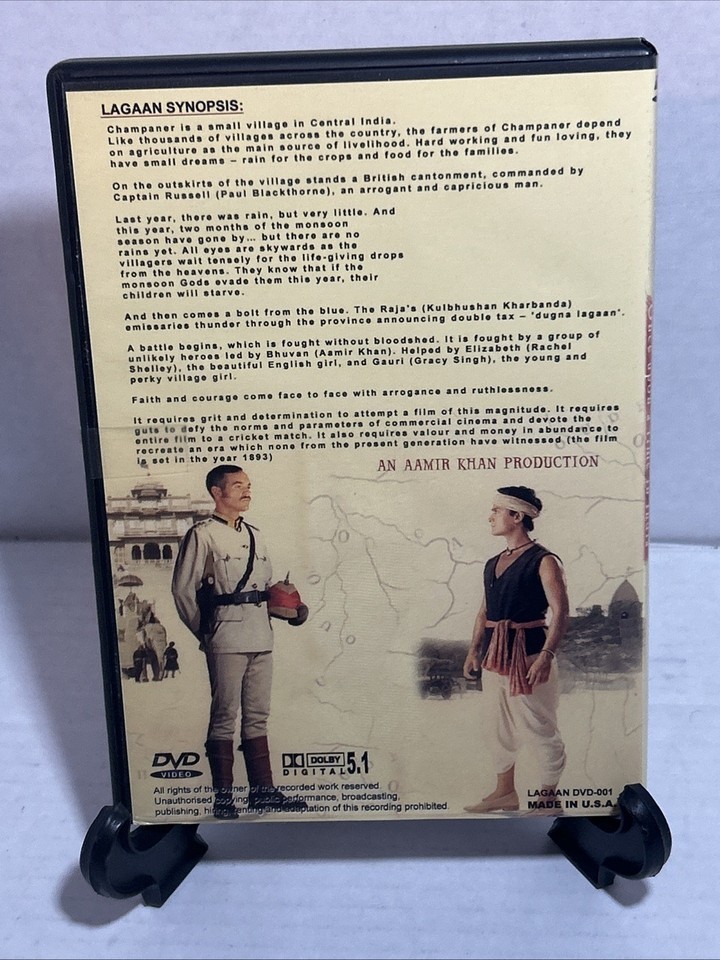 LAGAAN SYNOPSIS:
Champaner is a small village in Central India.
Like thousands of villages across the country, the farmers of Champaner depend
on agriculture as the main source of livelihood. Hard working and fun loving, they
have small dreams – rain for the crops and food for the families.
On the outskirts of the village stands a British cantonment, commanded by
Captain Russell (Paul Blackthorne), an arrogant and capricious man.
Last year, there was rain, but very little. And
this year, two months of the monsoon
season have gone by... but there are no
rains yet. All eyes are skywards as the
villagers wait tensely for the life-giving drops
from the heavens. They know that if the
monsoon Gods evade them this year, their
children will starve.
And then comes a bolt from the blue. The Raja's (Kulbhushan Kharbanda)
emissaries thunder through the province announcing double tax – 'dugna lagaan'.
A battle begins, which is fought without bloodshed. It is fought by a group of
unlikely heroes led by Bhuvan (Aamir Khan). Helped by Elizabeth (Rachel
Shelley), the beautiful English girl, and Gauri (Gracy Singh), the young and
perky village girl.
Faith and courage come face to face with arrogance and ruthlessness.
It requires grit and determination to attempt a film of this magnitude. It requires
guts to defy the norms and parameters of commercial cinema and devote the
entire film to a cricket match. It also requires valour and money in abundance to
recreate an era which none from the present generation have witnessed (the film
is set in the year 1893)
AN AAMIR KHAN PRODUCTION
DVD
VIDEO
DOLBY
DIGITAL 5.1
All rights of the owner of the recorded work reserved.
Unauthorised copying, public performance, broadcasting,
publishing, hiring, renting and adaptation of this recording prohibited.
LAGAAN DVD-001
MADE IN U.S.A.